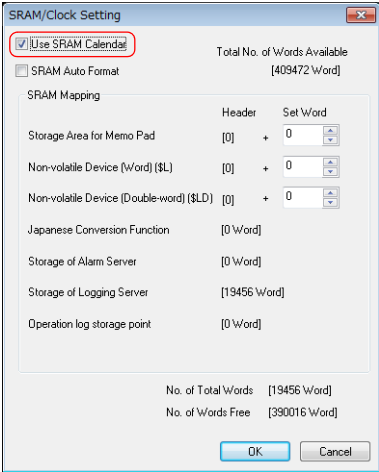 SRAM/Clock Setting
Use SRAM Calendar
Total No. of Words Available
SRAM Auto Format
[409472 Word]
SRAM Mapping
Header Set Word
Storage Area for Memo Pad [0] + 0
Non-volatile Device (Word) ($L) [0] + 0
Non-volatile Device (Double-word) ($LD) [0] + 0
Japanese Conversion Function [0 Word]
Storage of Alarm Server [0 Word]
Storage of Logging Server [19456 Word]
Operation log storage point [0 Word]
No. of Total Words [19456 Word]
No. of Words Free [390016 Word]
OK Cancel